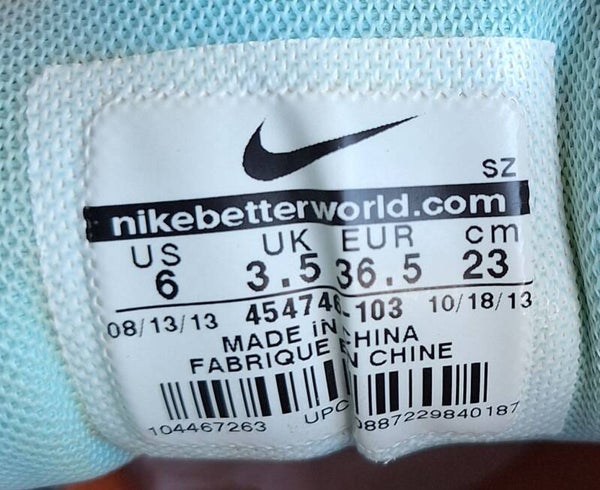 SZ
nikebetterworld.com
US UK EUR cm
6 3.5 36.5 23
08/13/13 454746-103 10/18/13
MADE IN CHINA
FABRIQUE EN CHINE
104467263 UPC 0887229840187